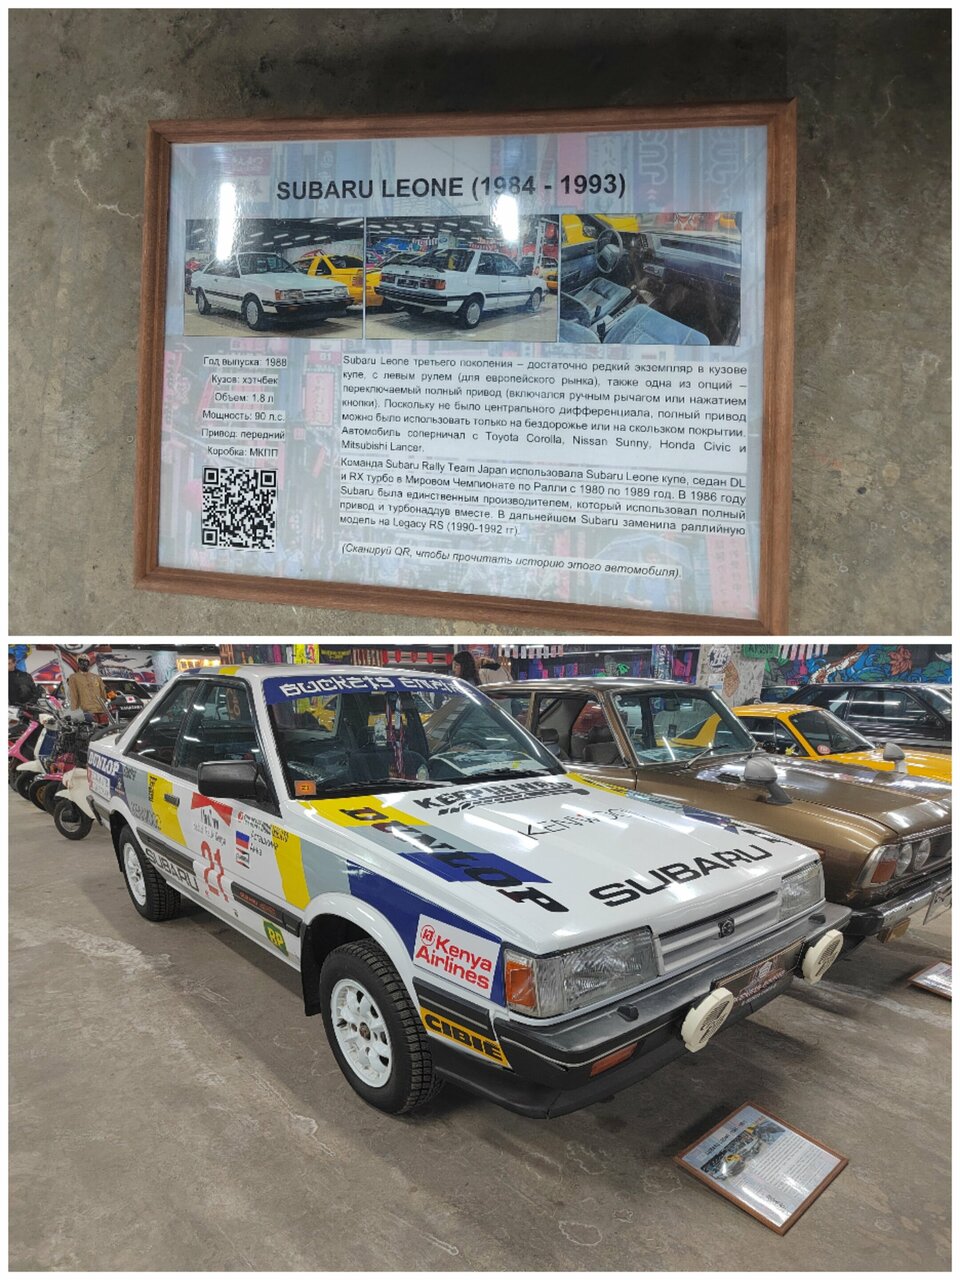 SUBARU LEONE (1984 - 1993)
Год выпуска: 1988
Кузов: хэтчбек
Объем: 1.8 л
Мощность: 90 л.с.
Привод: передний
Коробка: МКПП
Subaru Leone третьего поколения – достаточно редкий экземпляр в кузове
купе, с левым рулем (для европейского рынка), также одна из опций –
переключаемый полный привод (включался ручным рычагом или нажатием
кнопки). Поскольку не было центрального дифференциала, полный привод
можно было использовать только на бездорожье или на скользком покрытии.
Автомобиль соперничал с Toyota Corolla, Nissan Sunny, Honda Civic и
Mitsubishi Lancer.
Команда Subaru Rally Team Japan использовала Subaru Leone купе, седан DL
и RX турбо в Мировом Чемпионате по Ралли с 1980 по 1989 год. В 1986 году
Subaru была единственным производителем, который использовал полный
привод и турбонаддув вместе. В дальнейшем Subaru заменила раллийную
модель на Legacy RS (1990-1992 гг).
(Сканируй QR, чтобы прочитать историю этого автомобиля).
DUNLOP
KENWOOD
SUBARU
21
BP
Kenya
Airlines
CIBIE
SUBARU